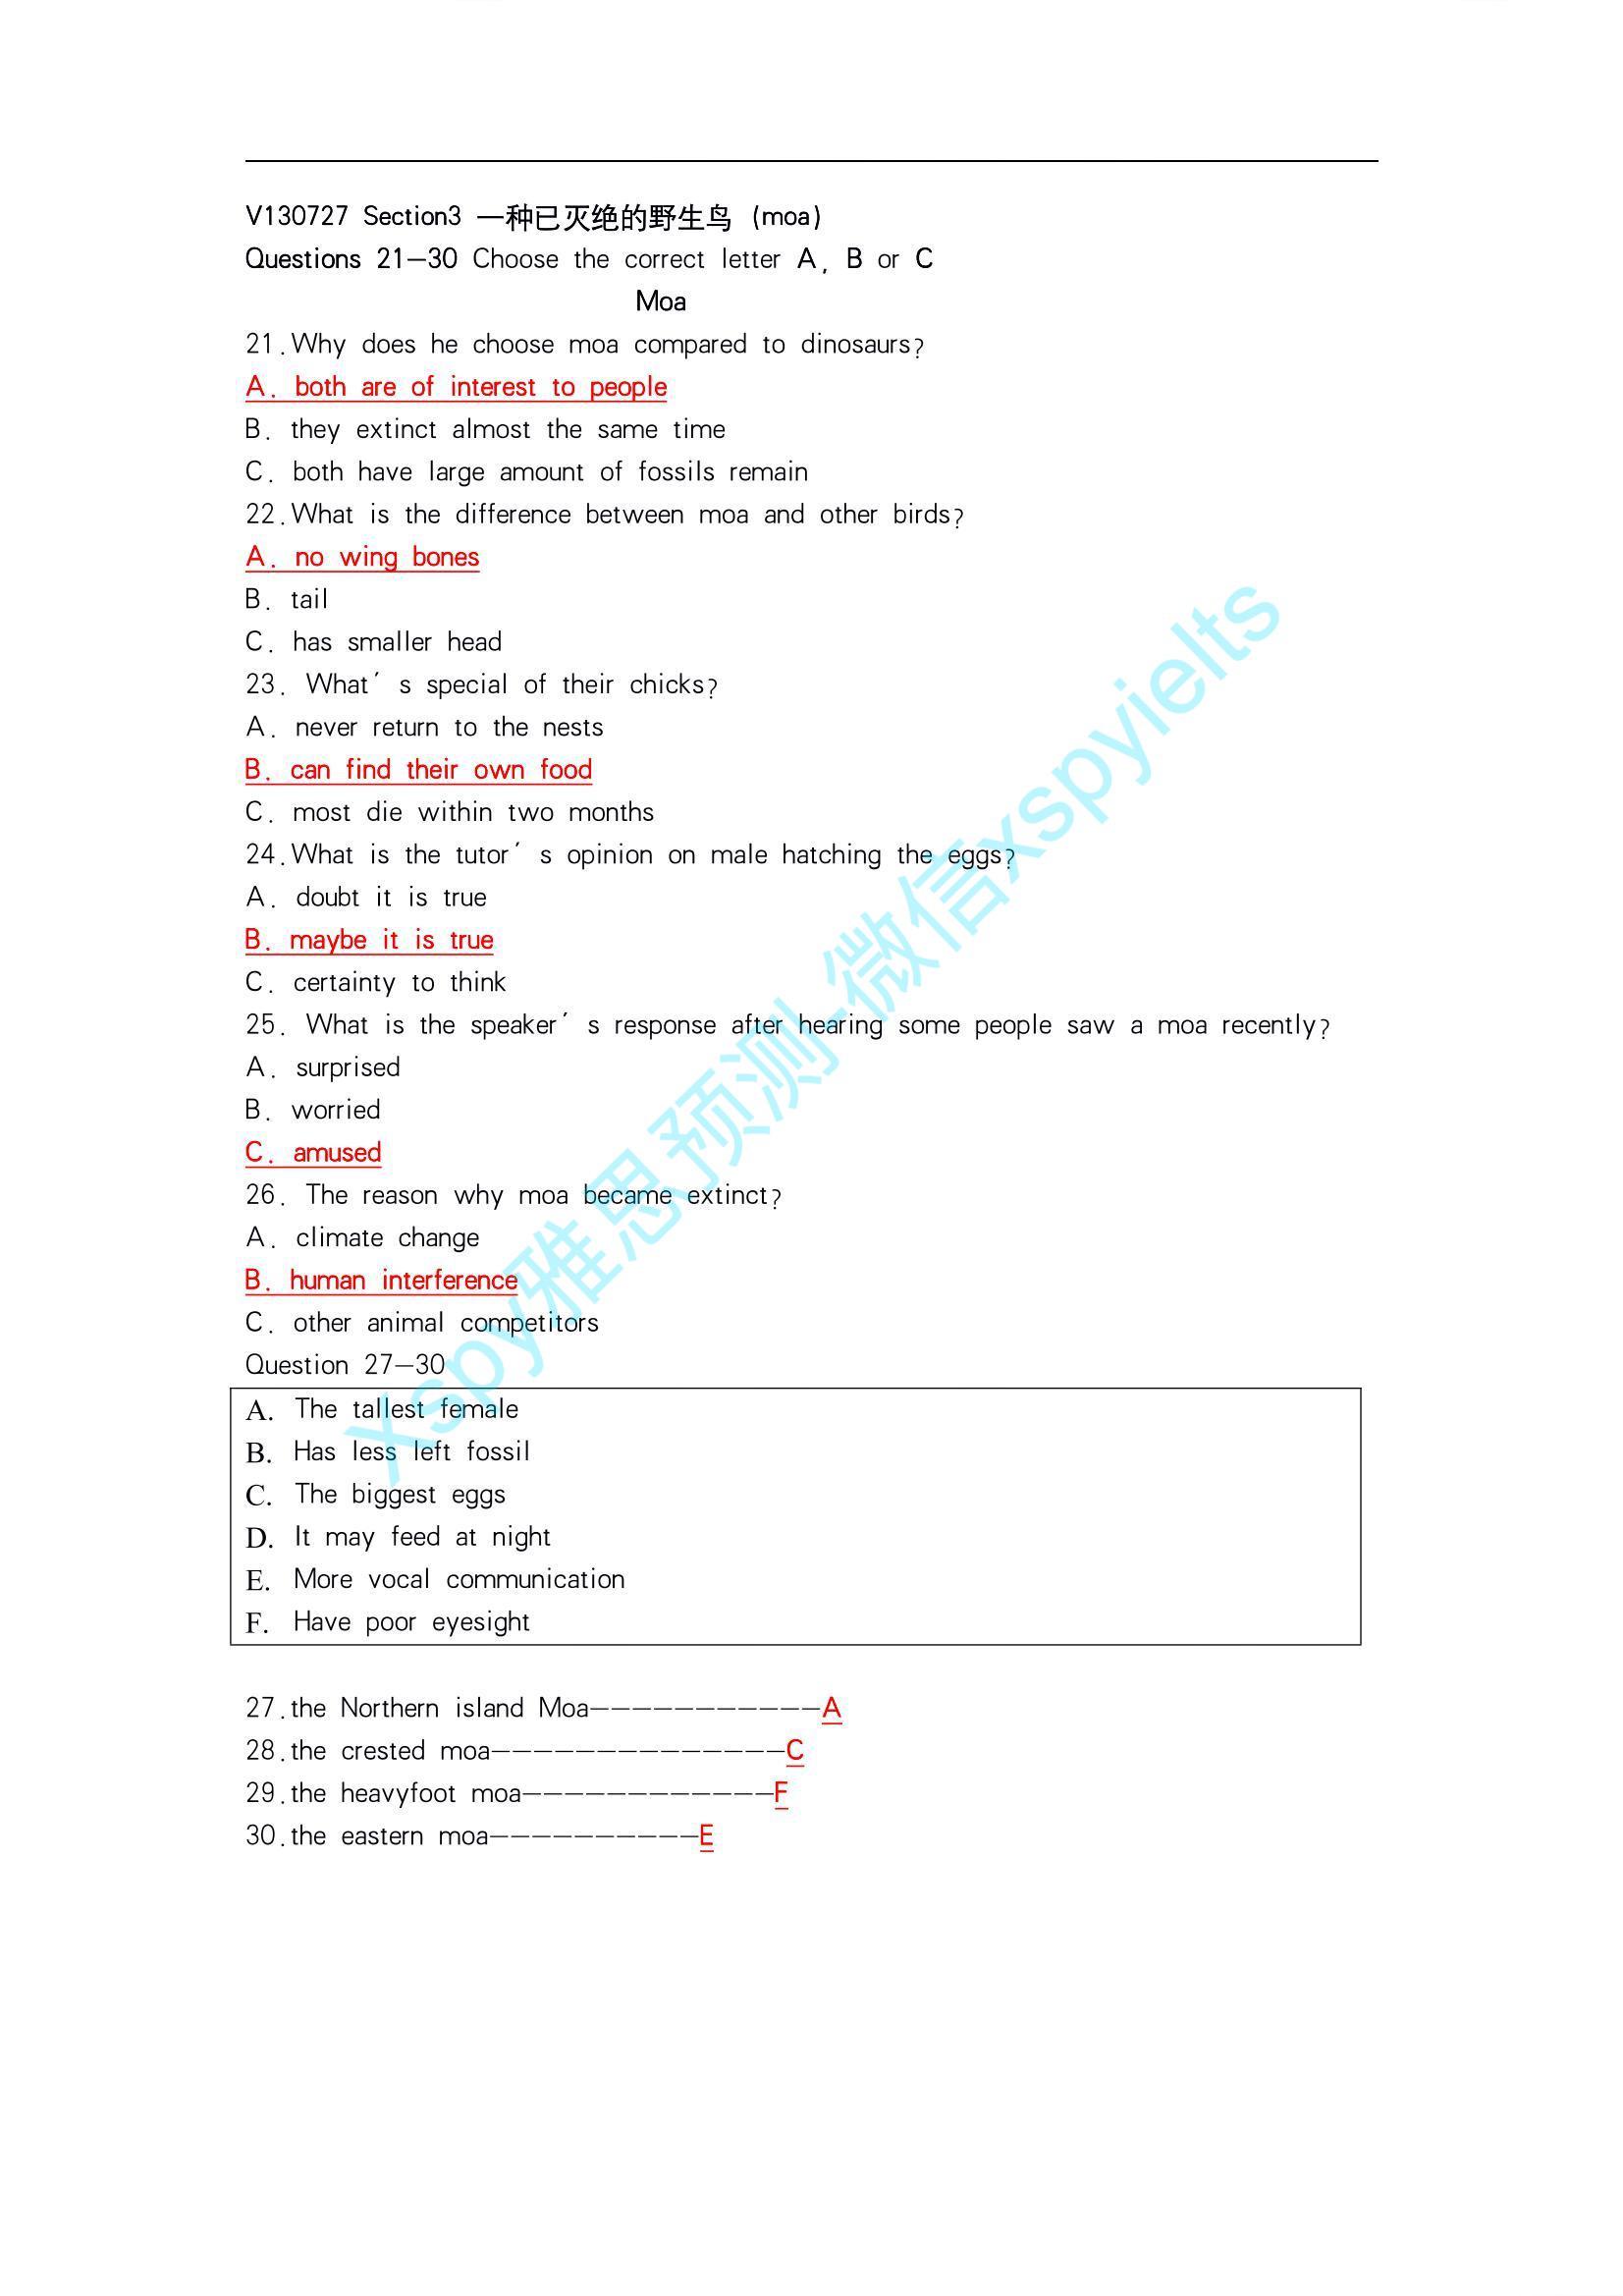 V130727 Section3 一种已灭绝的野生鸟 (moa)
Questions 21—30 Choose the correct letter A, B or C
Moa
21.Why does he choose moa compared to dinosaurs?
A. both are of interest to people
B. they extinct almost the same time
C. both have large amount of fossils remain
22.What is the difference between moa and other birds?
A. no wing bones
B. tail
C. has smaller head
23. What′ s special of their chicks?
A. never return to the nests
B. can find their own food
C. most die within two months
24.What is the tutor′ s opinion on male hatching the eggs?
A. doubt it is true
B. maybe it is true
C. certainty to think
25. What is the speaker′ s response after hearing some people saw a moa recently?
A. surprised
B. worried
C. amused
26. The reason why moa became extinct?
A. climate change
B. human interference
C. other animal competitors
Question 27—30
A. The tallest female
B. Has less left fossil
C. The biggest eggs
D. It may feed at night
E. More vocal communication
F. Have poor eyesight
27.the Northern island Moa-----------A
28.the crested moa--------------C
29.the heavyfoot moa------------F
30.the eastern moa----------E
xspy雅思预测-微信xspyielts